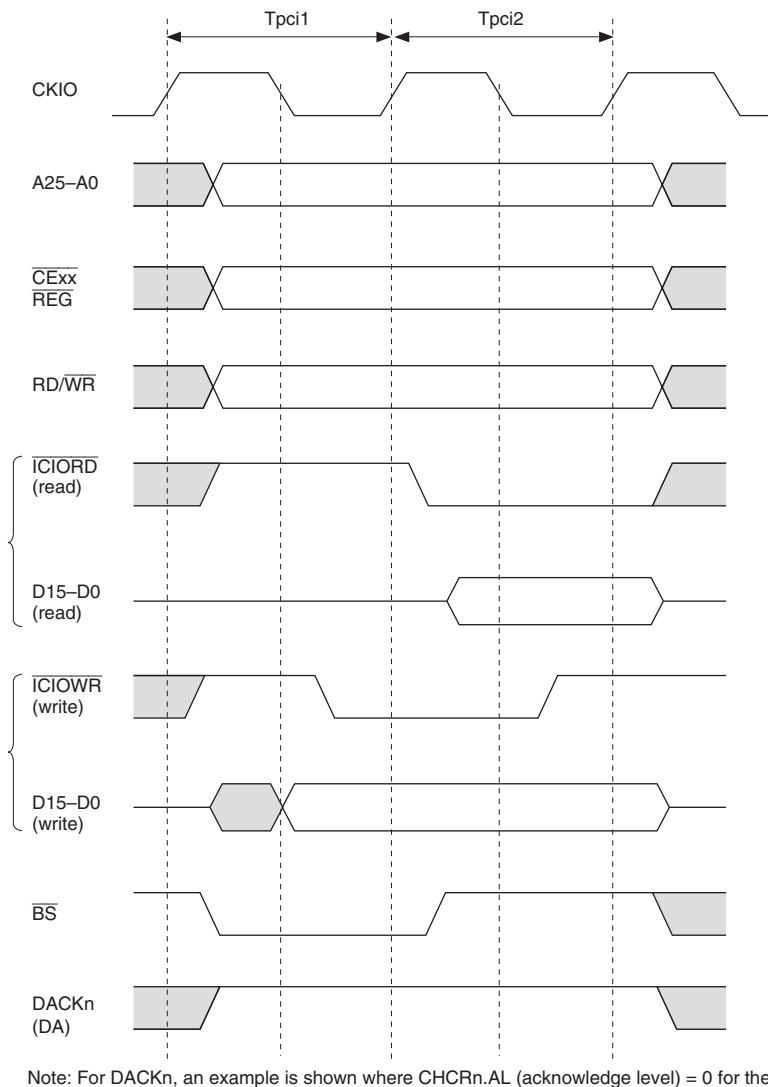 Tpci1 Tpci2
CKIO
A25–A0
CExx
REG
RD/WR
ICIORD
(read)
D15–D0
(read)
ICIOWR
(write)
D15–D0
(write)
BS
DACKn
(DA)
Note: For DACKn, an example is shown where CHCRn.AL (acknowledge level) = 0 for the